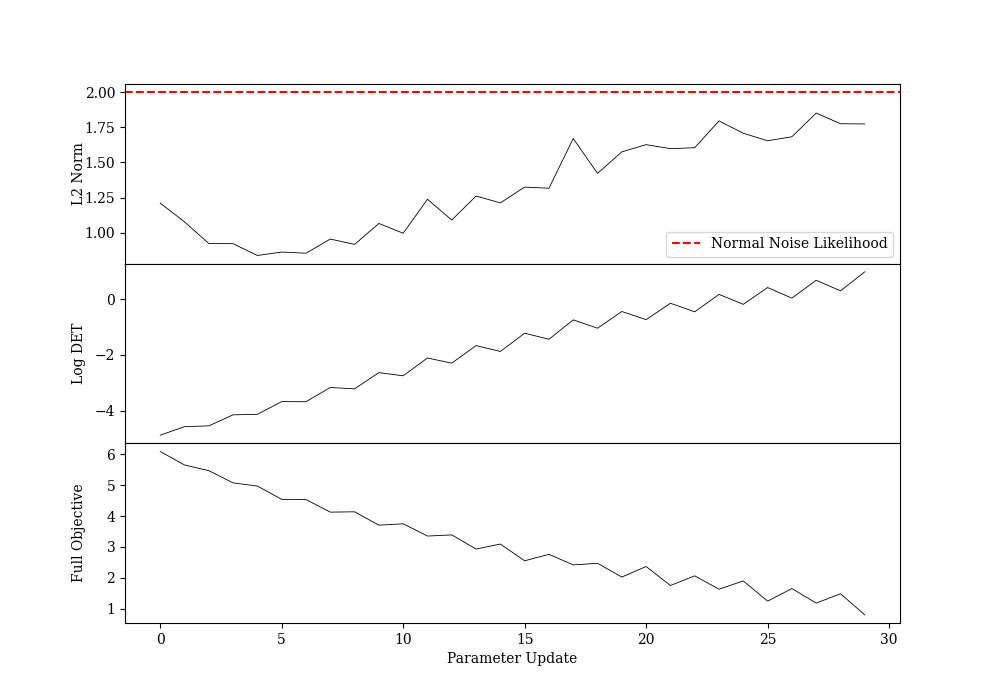 2.00
1.75
1.50
1.25
1.00
L2 Norm
Normal Noise Likelihood
0
−2
−4
Log DET
6
5
4
3
2
1
Full Objective
0 5 10 15 20 25 30
Parameter Update